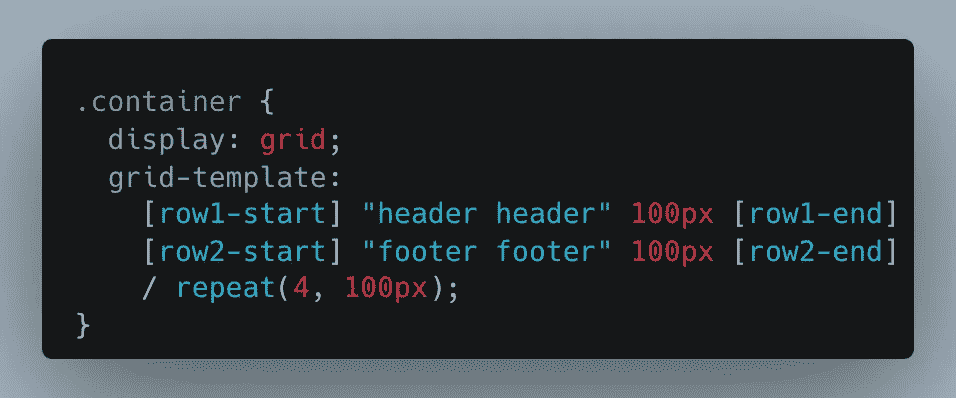 .container {
  display: grid;
  grid-template:
    [row1-start] "header header" 100px [row1-end]
    [row2-start] "footer footer" 100px [row2-end]
    / repeat(4, 100px);
}